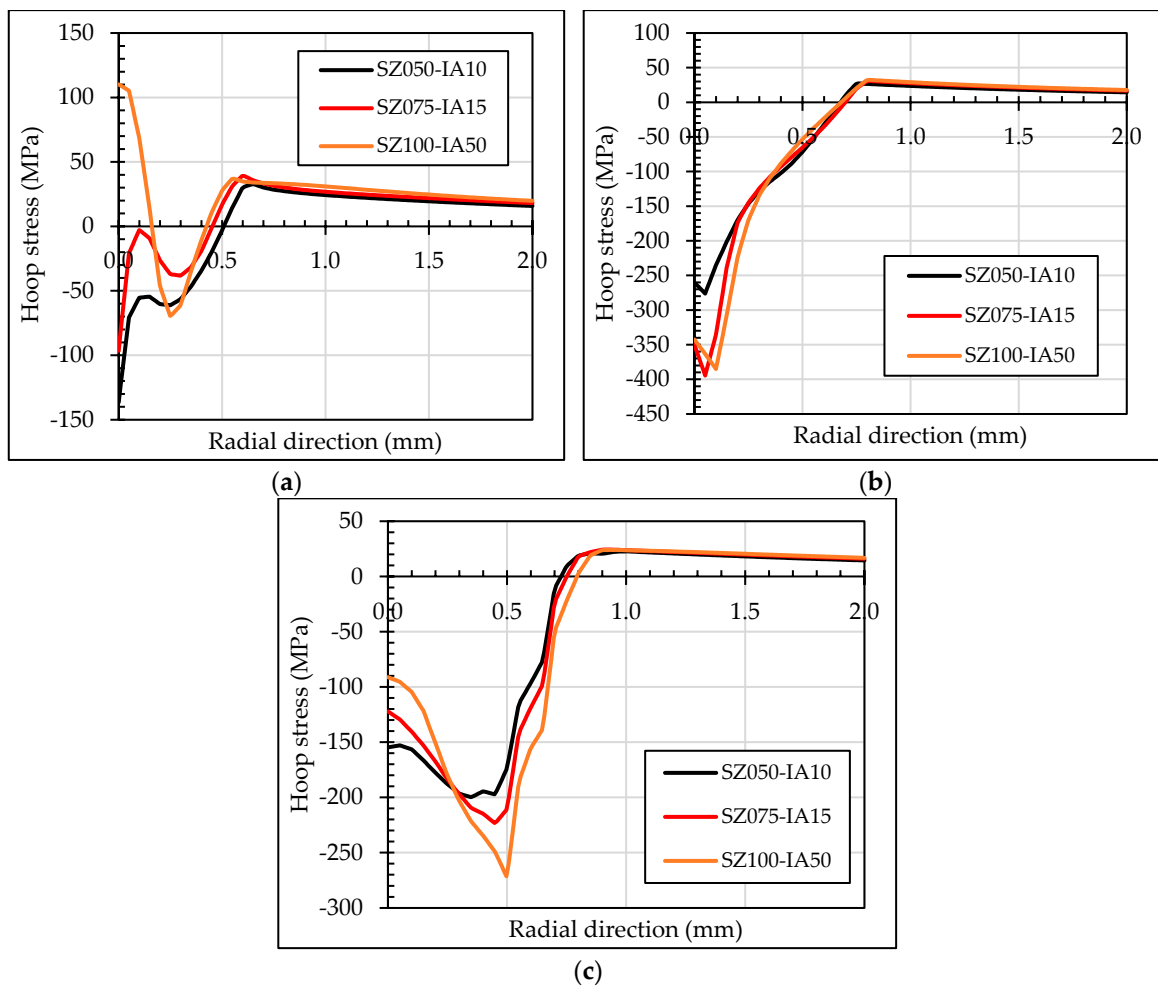 150
100
50
0
-50
-100
-150
0.0 0.5 1.0 1.5 2.0
Hoop stress (MPa)
Radial direction (mm)
SZ050-IA10
SZ075-IA15
SZ100-IA50
(a)
100
50
0
-50
-100
-150
-200
-250
-300
-350
-400
-450
0.0 0.5 1.0 1.5 2.0
Hoop stress (MPa)
Radial direction (mm)
SZ050-IA10
SZ075-IA15
SZ100-IA50
(b)
50
0
-50
-100
-150
-200
-250
-300
0.0 0.5 1.0 1.5 2.0
Hoop stress (MPa)
Radial direction (mm)
SZ050-IA10
SZ075-IA15
SZ100-IA50
(c)